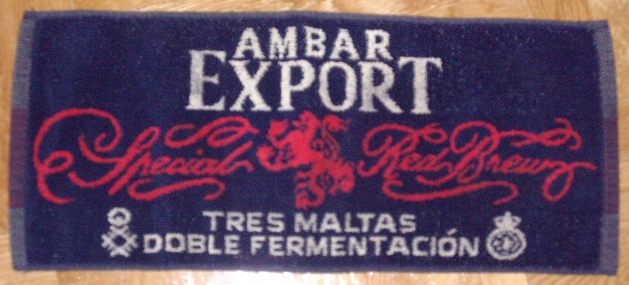 AMBAR
EXPORT
Special Red Brew
TRES MALTAS
DOBLE FERMENTACIÓN